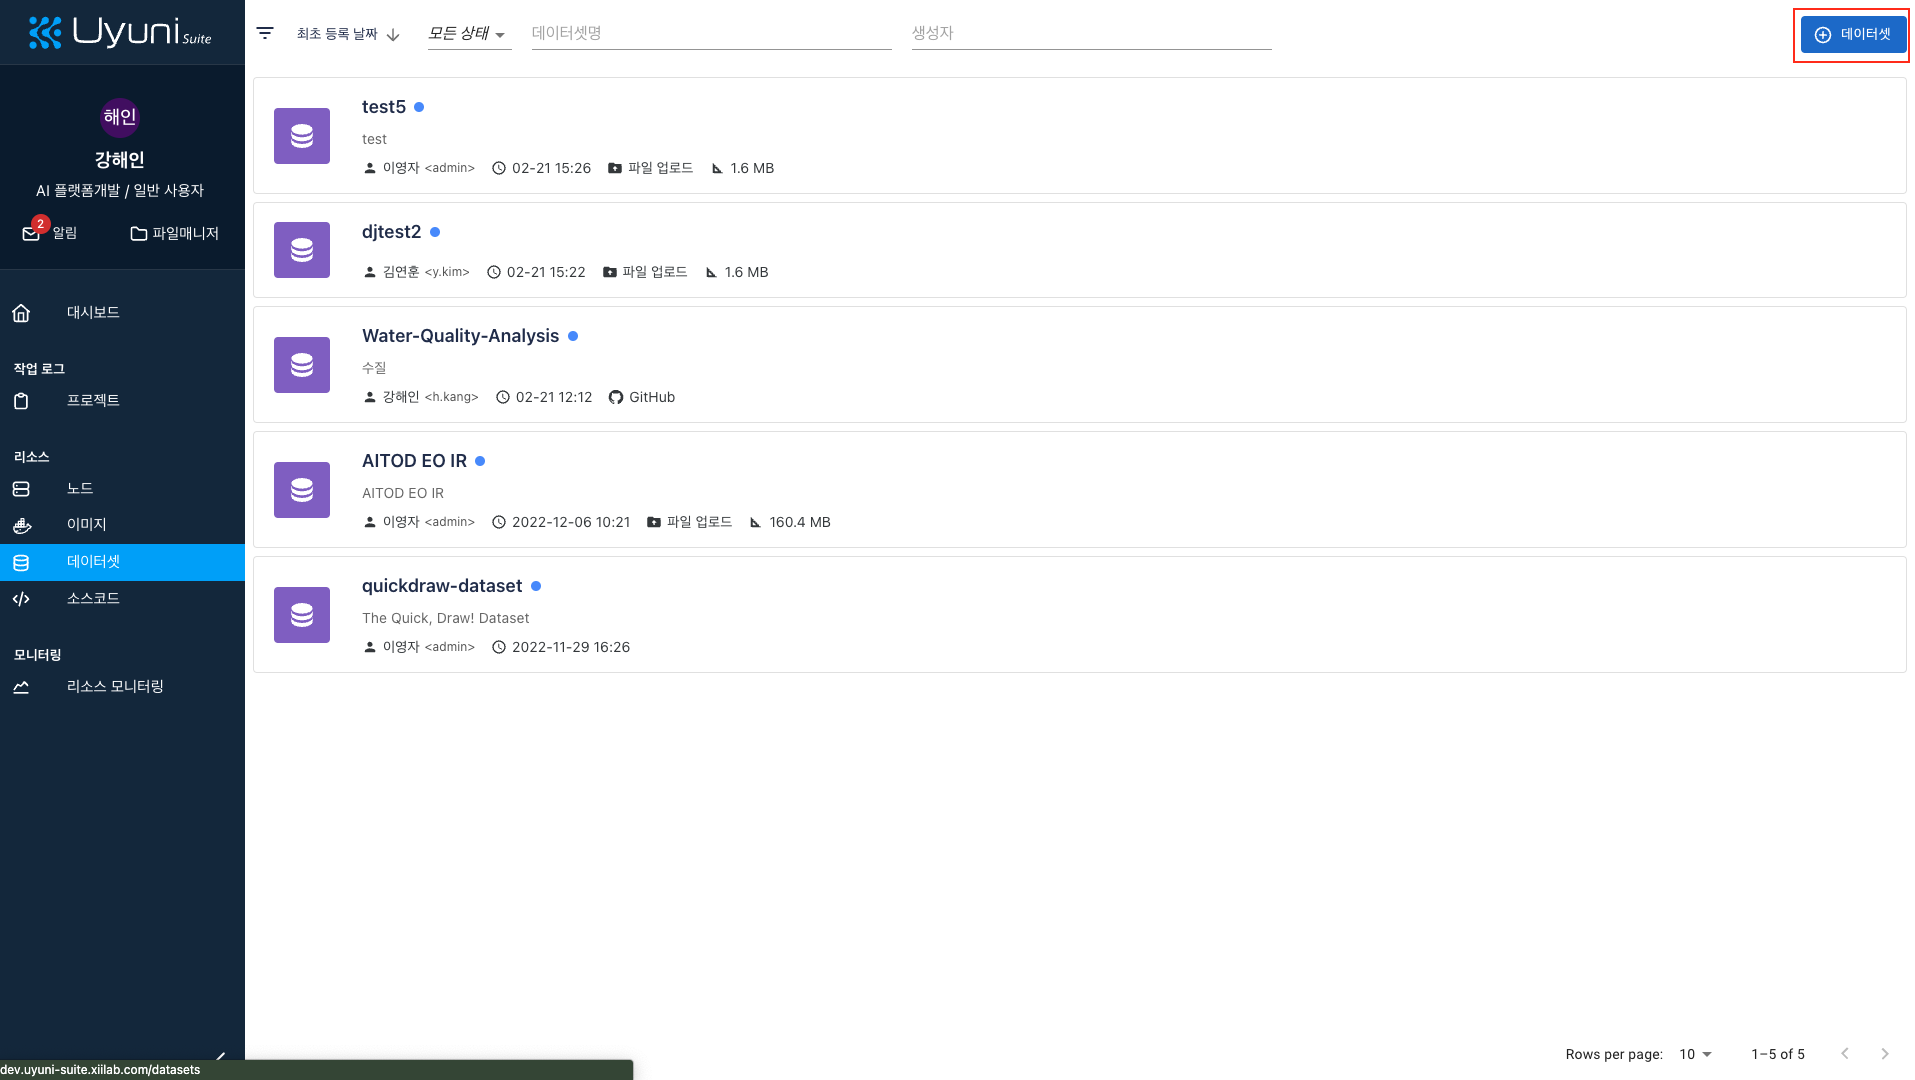 Uyuni Suite
해인
강해인
AI 플랫폼개발 / 일반 사용자
2
알림
파일매니저
대시보드
작업 로그
프로젝트
리소스
노드
이미지
데이터셋
소스코드
모니터링
리소스 모니터링
dev.uyuni-suite.xiilab.com/datasets
최초 등록 날짜
모든 상태
데이터셋명
생성자
데이터셋
test5
test
이영자 <admin> 02-21 15:26 파일 업로드 1.6 MB
djtest2
김연훈 <y.kim> 02-21 15:22 파일 업로드 1.6 MB
Water-Quality-Analysis
수질
강해인 <h.kang> 02-21 12:12 GitHub
AITOD EO IR
AITOD EO IR
이영자 <admin> 2022-12-06 10:21 파일 업로드 160.4 MB
quickdraw-dataset
The Quick, Draw! Dataset
이영자 <admin> 2022-11-29 16:26
Rows per page: 10 1–5 of 5